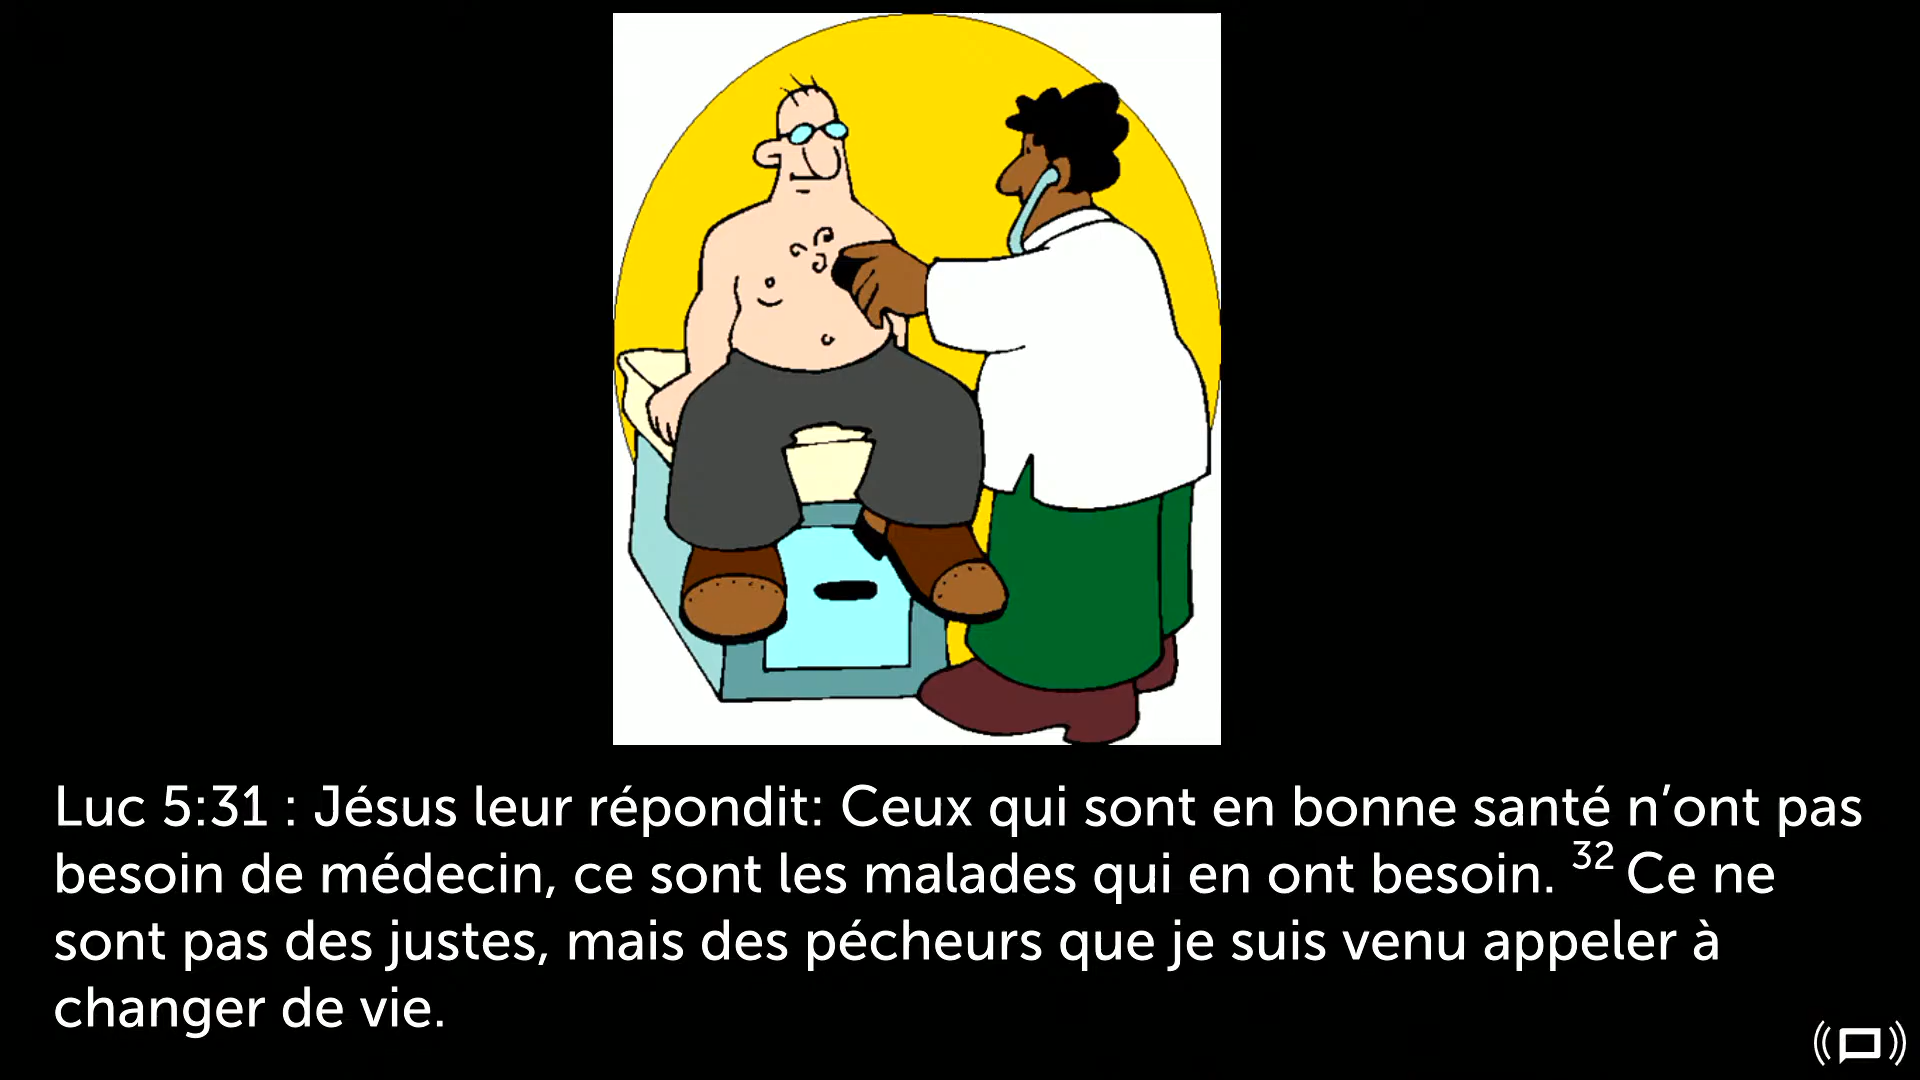 Luc 5:31 : Jésus leur répondit: Ceux qui sont en bonne santé n’ont pas
besoin de médecin, ce sont les malades qui en ont besoin. ³² Ce ne
sont pas des justes, mais des pécheurs que je suis venu appeler à
changer de vie.